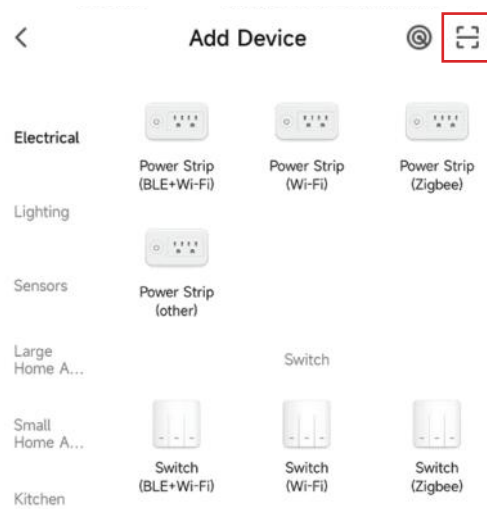 Add Device
Electrical
Power Strip
(BLE+Wi-Fi)
Power Strip
(Wi-Fi)
Power Strip
(Zigbee)
Lighting
Sensors
Power Strip
(other)
Large
Home A...
Switch
Small
Home A...
Switch
(BLE+Wi-Fi)
Switch
(Wi-Fi)
Switch
(Zigbee)
Kitchen